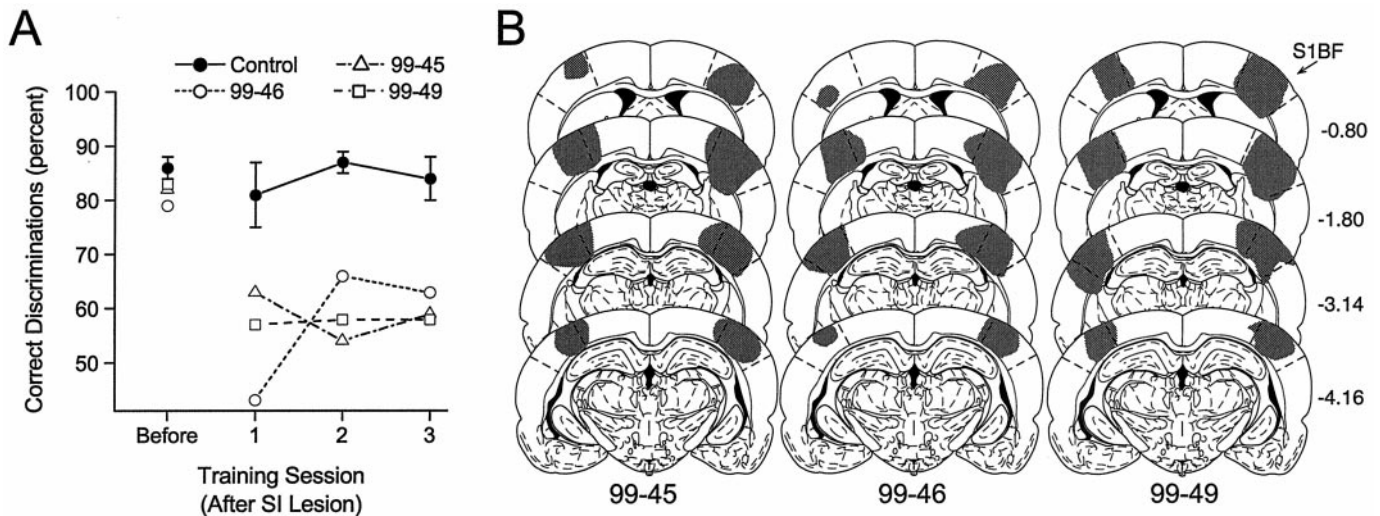 A
Control
99-45
99-46
99-49
Correct Discriminations (percent)
100
90
80
70
60
50
Before
1
2
3
Training Session
(After SI Lesion)
B
S1BF
-0.80
-1.80
-3.14
-4.16
99-45
99-46
99-49